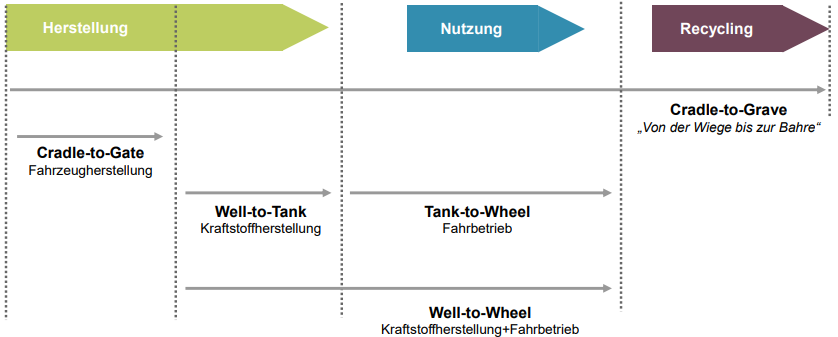 Herstellung
Nutzung
Recycling
Cradle-to-Grave
„Von der Wiege bis zur Bahre“
Cradle-to-Gate
Fahrzeugherstellung
Well-to-Tank
Kraftstoffherstellung
Tank-to-Wheel
Fahrbetrieb
Well-to-Wheel
Kraftstoffherstellung+Fahrbetrieb